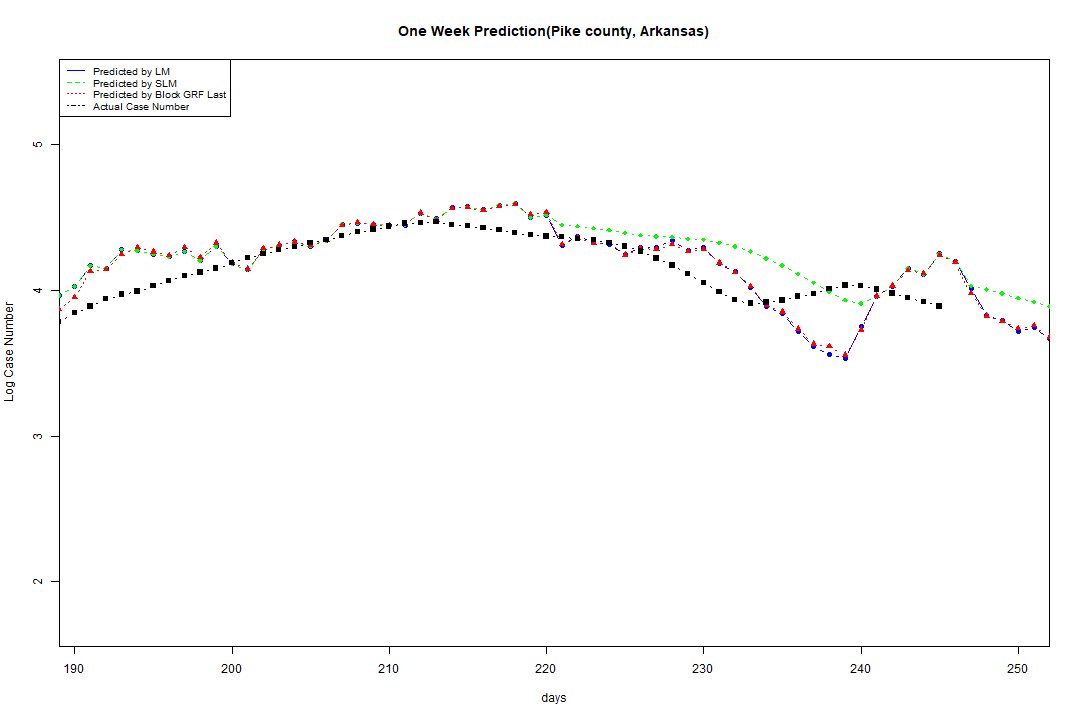 One Week Prediction(Pike county, Arkansas)
Predicted by LM
Predicted by SLM
Predicted by Block GRF Last
Actual Case Number
5
4
3
2
Log Case Number
190 200 210 220 230 240 250
days